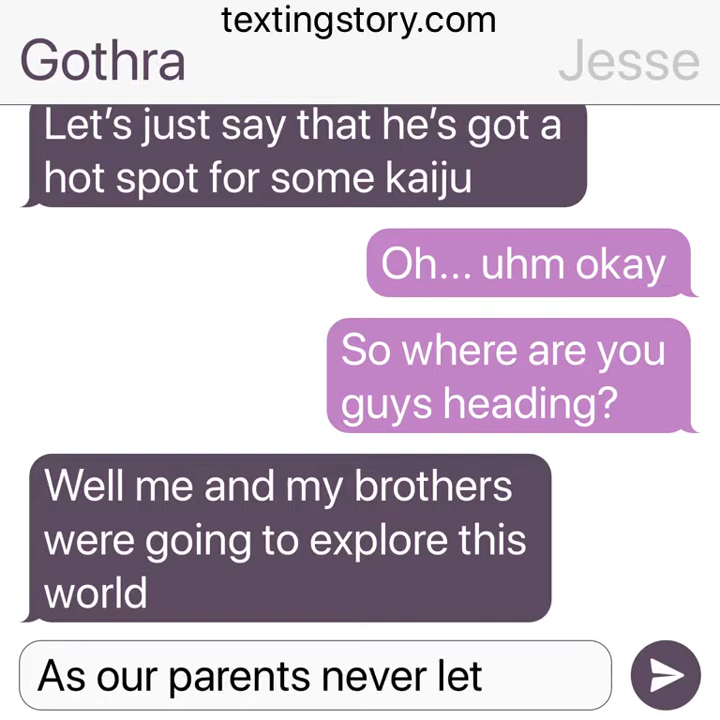 textingstory.com
Gothra
Jesse
Let's just say that he's got a
hot spot for some kaiju
Oh... uhm okay
So where are you
guys heading?
Well me and my brothers
were going to explore this
world
As our parents never let